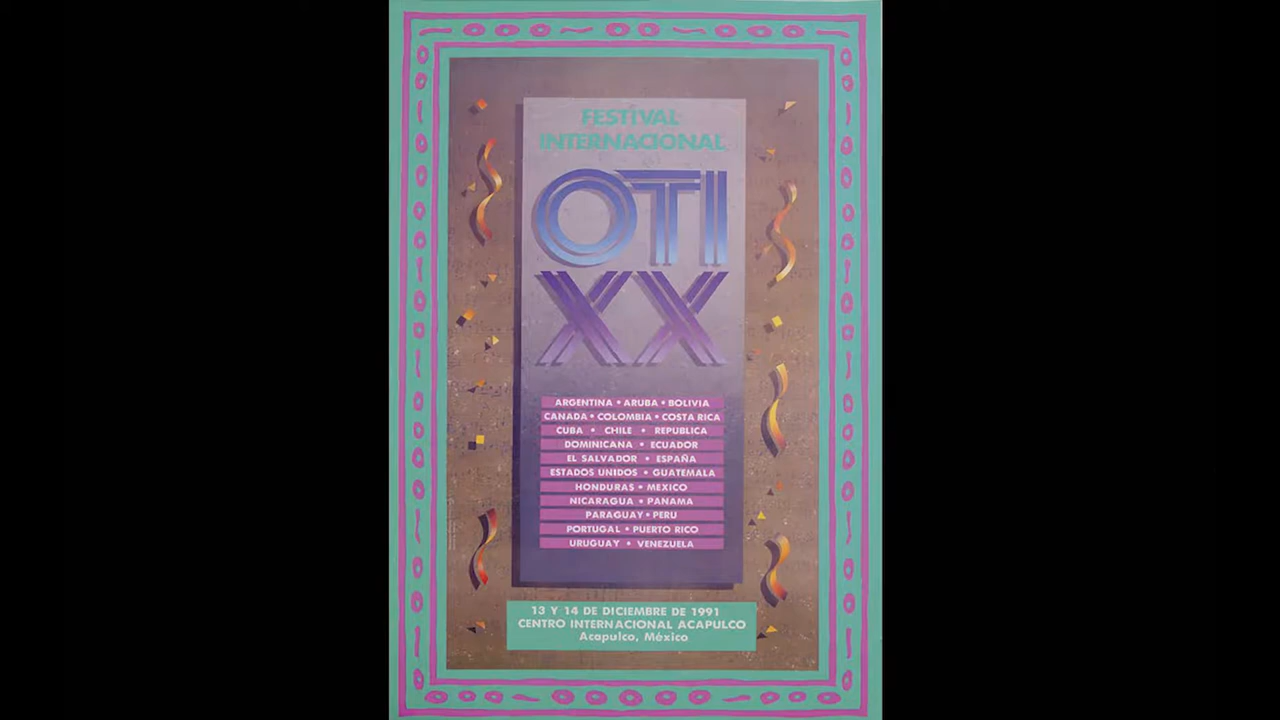 FESTIVAL
INTERNACIONAL
OTI
XX
ARGENTINA • ARUBA • BOLIVIA
CANADA • COLOMBIA • COSTA RICA
CUBA • CHILE • REPUBLICA
DOMINICANA • ECUADOR
EL SALVADOR • ESPAÑA
ESTADOS UNIDOS • GUATEMALA
HONDURAS • MEXICO
NICARAGUA • PANAMA
PARAGUAY • PERU
PORTUGAL • PUERTO RICO
URUGUAY • VENEZUELA
13 Y 14 DE DICIEMBRE DE 1991
CENTRO INTERNACIONAL ACAPULCO
Acapulco, México